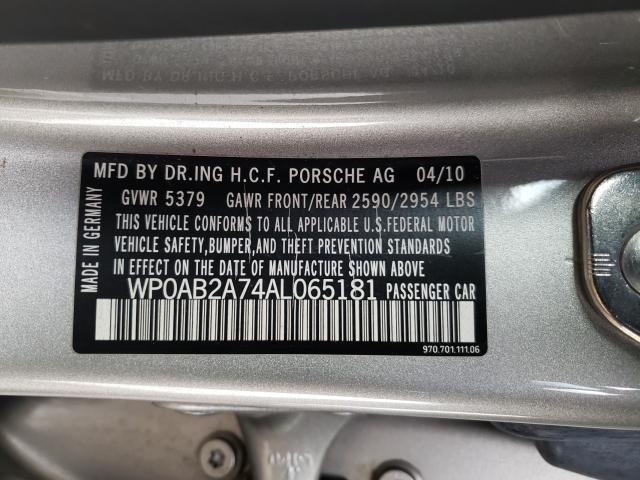 MFD BY DR.ING H.C.F. PORSCHE AG 04/10
GVWR 5379 GAWR FRONT/REAR 2590/2954 LBS
THIS VEHICLE CONFORMS TO ALL APPLICABLE U.S.FEDERAL MOTOR
VEHICLE SAFETY,BUMPER,AND THEFT PREVENTION STANDARDS
IN EFFECT ON THE DATE OF MANUFACTURE SHOWN ABOVE.
WP0AB2A74AL065181 PASSENGER CAR
970.701.111.06
MADE IN GERMANY